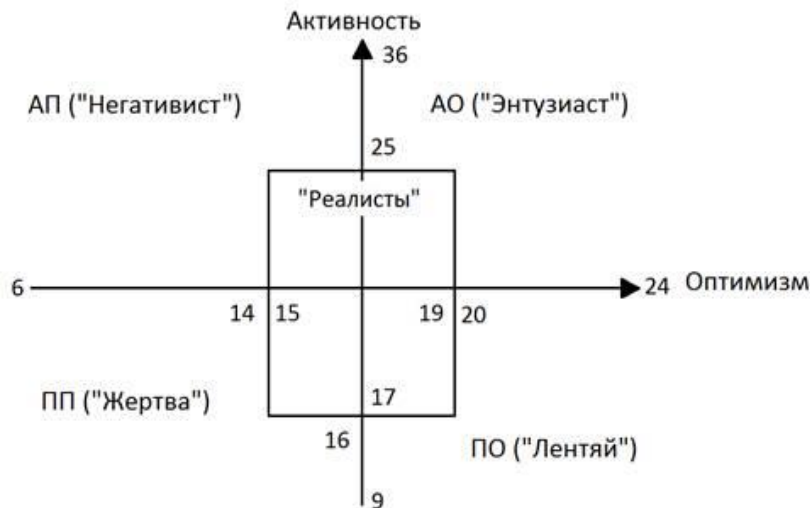 Активность
36
АП ("Негативист")
АО ("Энтузиаст")
25
"Реалисты"
6
24 Оптимизм
14 15 19 20
ПП ("Жертва")
17
16
ПО ("Лентяй")
9